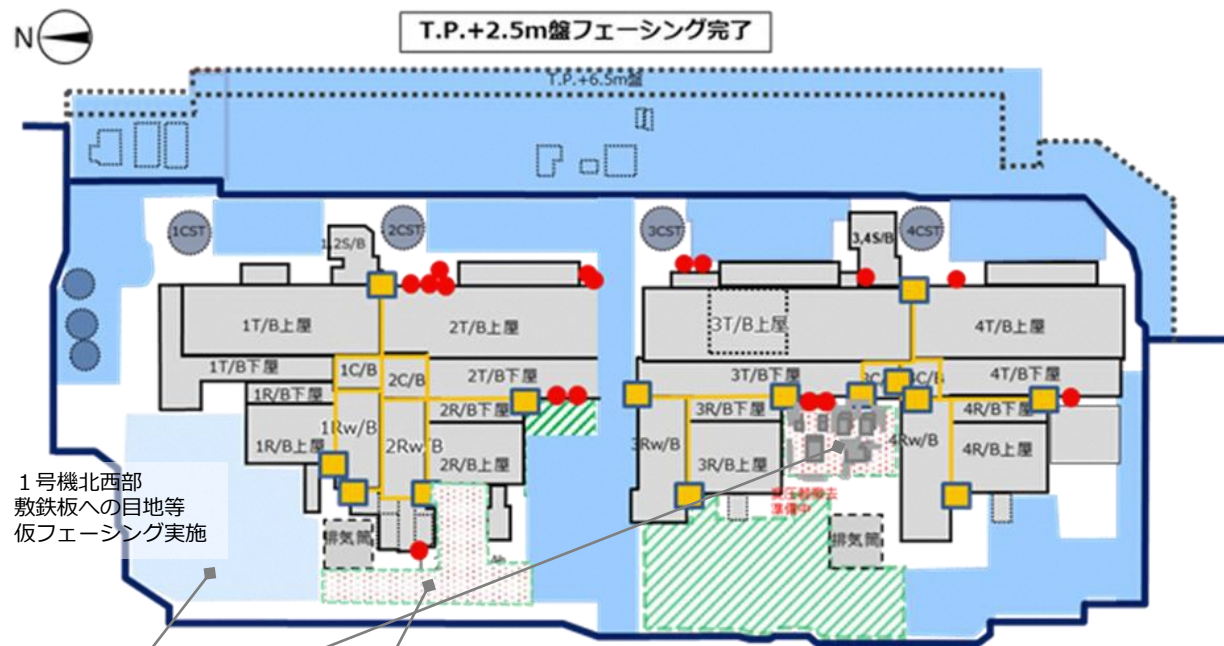 N
T.P.+2.5m盤フェーシング完了
T.P.+6.5m盤
1CST
2CST
3CST
4CST
1,2S/B
3,4S/B
1T/B上屋
2T/B上屋
3T/B上屋
4T/B上屋
1T/B下屋
1C/B
2C/B
2T/B下屋
3T/B下屋
4T/B下屋
1R/B下屋
2R/B下屋
3R/B下屋
4R/B下屋
1Rw/B
2Rw/B
3Rw/B
4Rw/B
1R/B上屋
2R/B上屋
3R/B上屋
4R/B上屋
１号機北西部
敷鉄板への目地等
仮フェーシング実施
準備中
排気筒
排気筒